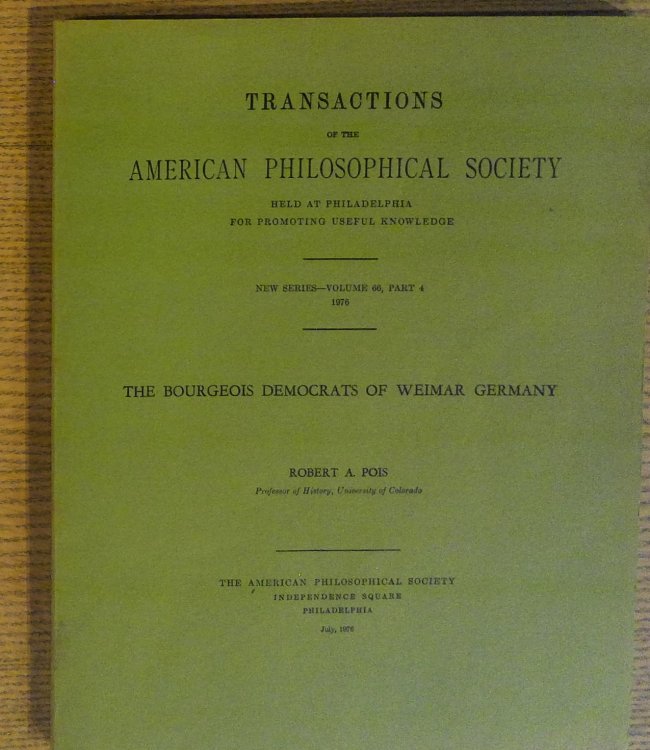 TRANSACTIONS
OF THE
AMERICAN PHILOSOPHICAL SOCIETY
HELD AT PHILADELPHIA
FOR PROMOTING USEFUL KNOWLEDGE
NEW SERIES—VOLUME 66, PART 4
1976
THE BOURGEOIS DEMOCRATS OF WEIMAR GERMANY
ROBERT A. POIS
Professor of History, University of Colorado
THE AMERICAN PHILOSOPHICAL SOCIETY
INDEPENDENCE SQUARE
PHILADELPHIA
July, 1976